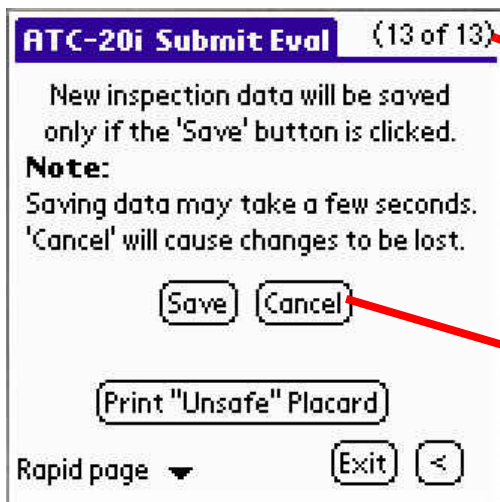 ATC-20i Submit Eval (13 of 13)
New inspection data will be saved
only if the 'Save' button is clicked.
Note:
Saving data may take a few seconds.
'Cancel' will cause changes to be lost.
Save Cancel
Print "Unsafe" Placard
Rapid page Exit <